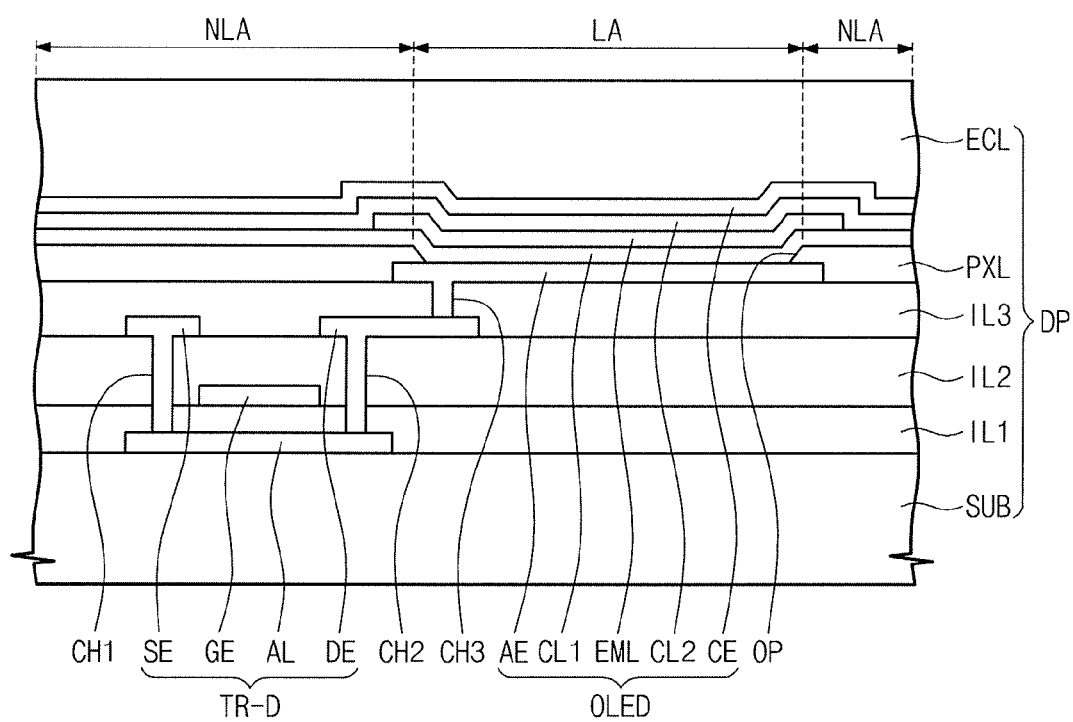 NLA LA NLA
ECL
PXL
IL3
DP
IL2
IL1
SUB
CH1 SE GE AL DE CH2 CH3 AE CL1 EML CL2 CE OP
TR-D OLED